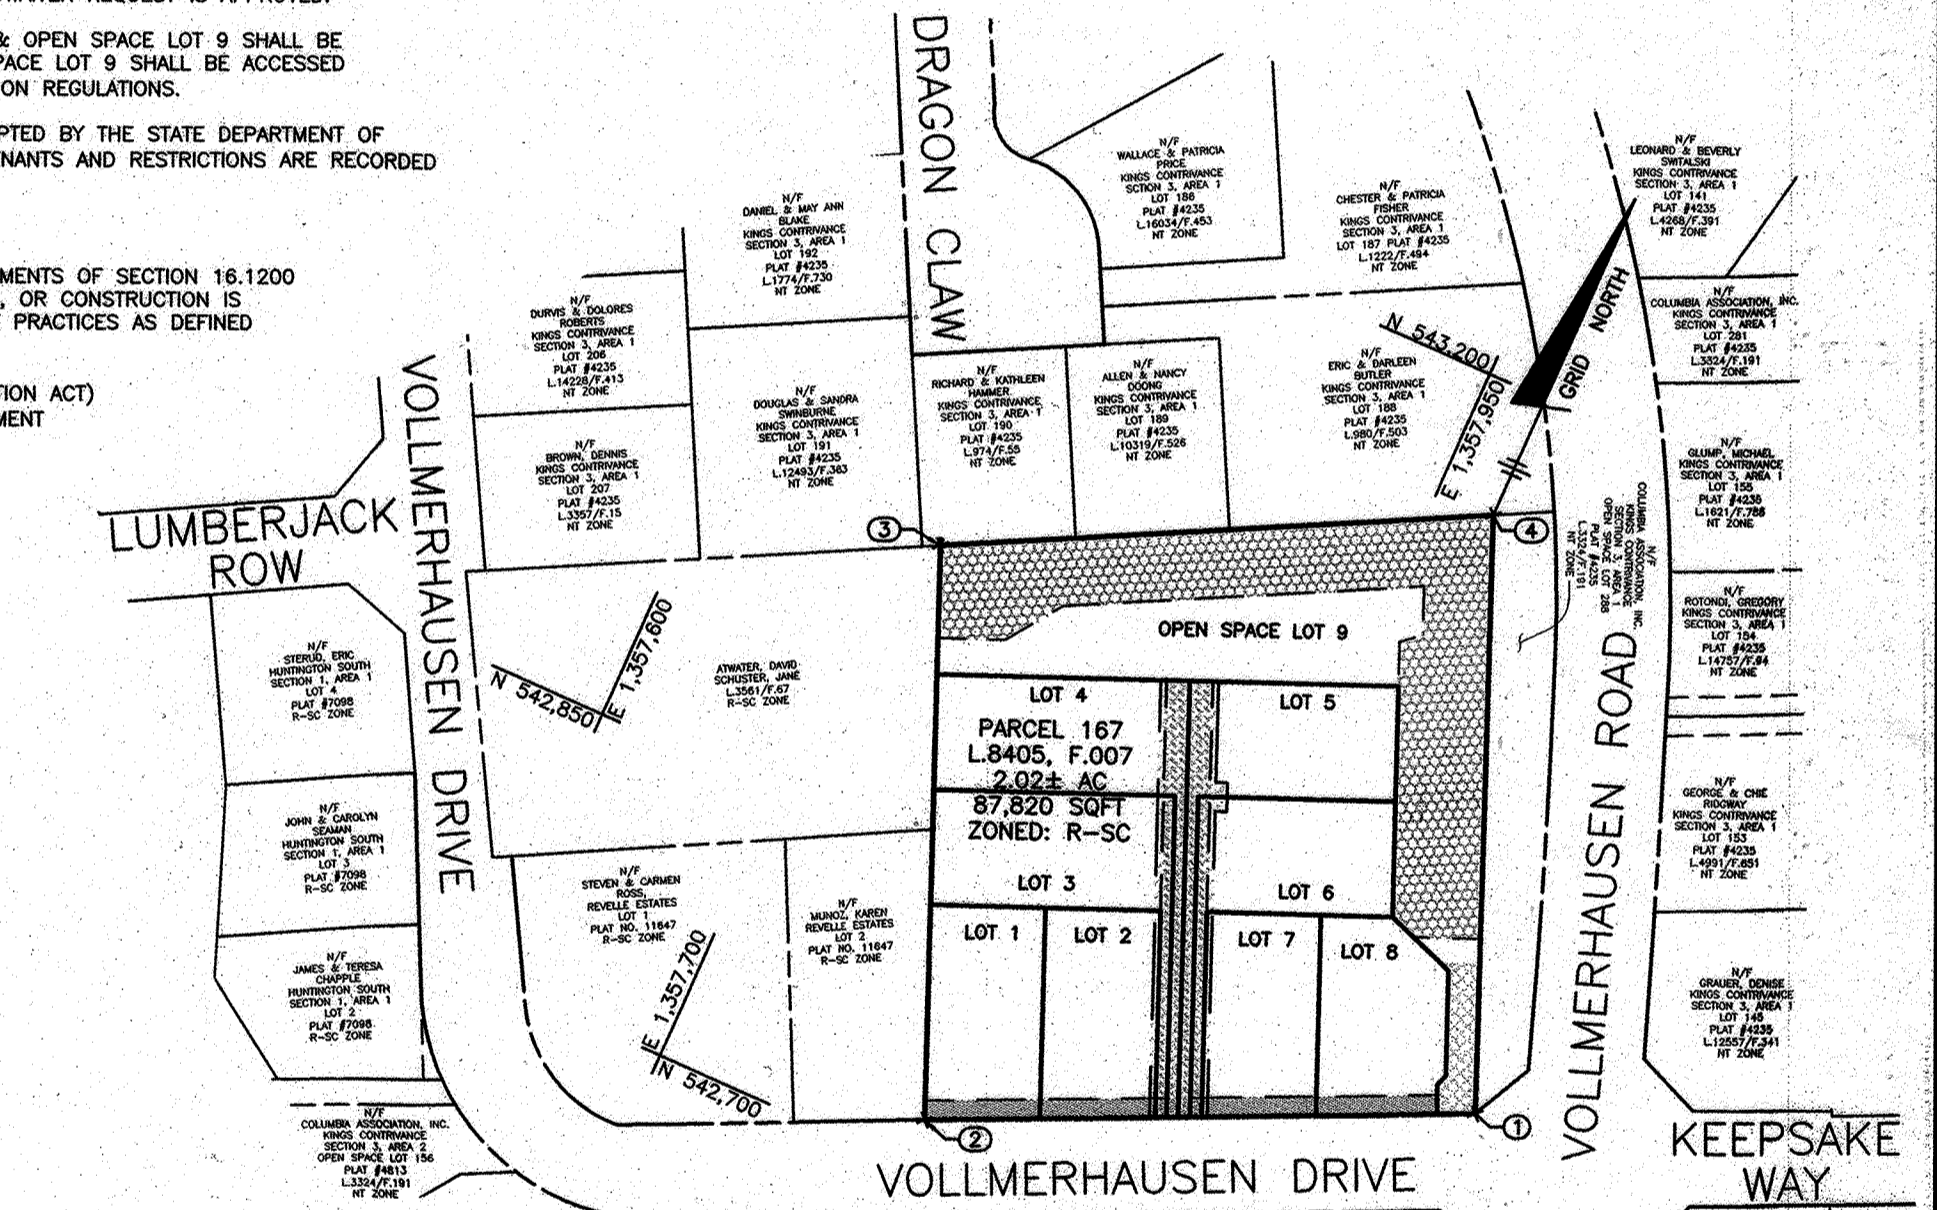 & OPEN SPACE LOT 9 SHALL BE
PACE LOT 9 SHALL BE ACCESSED
ON REGULATIONS.
PTED BY THE STATE DEPARTMENT OF
ENANTS AND RESTRICTIONS ARE RECORDED
MENTS OF SECTION 16.1200
, OR CONSTRUCTION IS
PRACTICES AS DEFINED
TION ACT)
MENT
DRAGON CLAW
N/F
WALLACE & PATRICIA
PRICE
KINGS CONTRIVANCE
SCTION 3, AREA 1
LOT 186
PLAT #4235
L.16034/F.453
NT ZONE
N/F
LEONARD & BEVERLY
SWITALSKI
KINGS CONTRIVANCE
SECTION 3, AREA 1
LOT 141
PLAT #4235
L.4268/F.391
NT ZONE
N/F
DANIEL & MAY ANN
BLAKE
KINGS CONTRIVANCE
SECTION 3, AREA 1
LOT 192
PLAT #4235
L.1774/F.730
NT ZONE
N/F
CHESTER & PATRICIA
FISHER
KINGS CONTRIVANCE
SECTION 3, AREA 1
LOT 187 PLAT #4235
L.1222/F.494
NT ZONE
N/F
DURVIS & DOLORES
ROBERTS
KINGS CONTRIVANCE
SECTION 3, AREA 1
LOT 206
PLAT #4235
L.14228/F.413
NT ZONE
N/F
COLUMBIA ASSOCIATION, INC.
KINGS CONTRIVANCE
SECTION 3, AREA 1
LOT 281
PLAT #4235
L.3324/F.191
NT ZONE
GRID NORTH
N 543,200
E 1,357,950
N/F
DOUGLAS & SANDRA
SWINBURNE
KINGS CONTRIVANCE
SECTION 3, AREA 1
LOT 191
PLAT #4235
L.12493/F.383
NT ZONE
N/F
RICHARD & KATHLEEN
HAMMER
KINGS CONTRIVANCE
SECTION 3, AREA 1
LOT 190
PLAT #4235
L.974/F.55
NT ZONE
N/F
ALLEN & NANCY
DOONG
KINGS CONTRIVANCE
SECTION 3, AREA 1
LOT 189
PLAT #4235
L.10319/F.526
NT ZONE
N/F
ERIC & DARLEEN
BUTLER
KINGS CONTRIVANCE
SECTION 3, AREA 1
LOT 188
PLAT #4235
L.980/F.503
NT ZONE
N/F
BROWN, DENNIS
KINGS CONTRIVANCE
SECTION 3, AREA 1
LOT 207
PLAT #4235
L.3357/F.15
NT ZONE
N/F
GLUMP, MICHAEL
KINGS CONTRIVANCE
SECTION 3, AREA 1
LOT 155
PLAT #4235
L.1621/F.788
NT ZONE
LUMBERJACK
ROW
VOLLMERHAUSEN DRIVE
3
4
N/F
COLUMBIA ASSOCIATION, INC.
KINGS CONTRIVANCE
SECTION 3, AREA 1
OPEN SPACE LOT 288
PLAT #4235
L.3324/F.191
NT ZONE
N/F
ROTONDI, GREGORY
KINGS CONTRIVANCE
SECTION 3, AREA 1
LOT 154
PLAT #4235
L.14757/F.94
NT ZONE
N/F
STERUD, ERIC
HUNTINGTON SOUTH
SECTION 1, AREA 1
LOT 4
PLAT #7098
R-SC ZONE
N 542,850
E 1,357,600
ATWATER, DAVID
SCHUSTER, JANE
L.3561/F.67
R-SC ZONE
OPEN SPACE LOT 9
LOT 4
LOT 5
PARCEL 167
L.8405, F.007
2.02± AC
87,820 SQFT
ZONED: R-SC
LOT 3
LOT 6
LOT 1
LOT 2
LOT 7
LOT 8
VOLLMERHAUSEN ROAD
N/F
GEORGE & CHIE
RIDGWAY
KINGS CONTRIVANCE
SECTION 3, AREA 1
LOT 153
PLAT #4235
L.4991/F.651
NT ZONE
N/F
JOHN & CAROLYN
SEAMAN
HUNTINGTON SOUTH
SECTION 1, AREA 1
LOT 3
PLAT #7098
R-SC ZONE
N/F
STEVEN & CARMEN
ROSS,
REVELLE ESTATES
LOT 1
PLAT NO. 11647
R-SC ZONE
N/F
MUNOZ, KAREN
REVELLE ESTATES
LOT 2
PLAT NO. 11647
R-SC ZONE
N/F
JAMES & TERESA
CHAPPLE
HUNTINGTON SOUTH
SECTION 1, AREA 1
LOT 2
PLAT #7098
R-SC ZONE
E 1,357,700
N 542,700
N/F
GRAUER, DENISE
KINGS CONTRIVANCE
SECTION 3, AREA 1
LOT 145
PLAT #4235
L.12557/F.341
NT ZONE
N/F
COLUMBIA ASSOCIATION, INC.
KINGS CONTRIVANCE
SECTION 3, AREA 2
OPEN SPACE LOT 156
PLAT #4813
L.3324/F.191
NT ZONE
2
1
VOLLMERHAUSEN DRIVE
KEEPSAKE
WAY